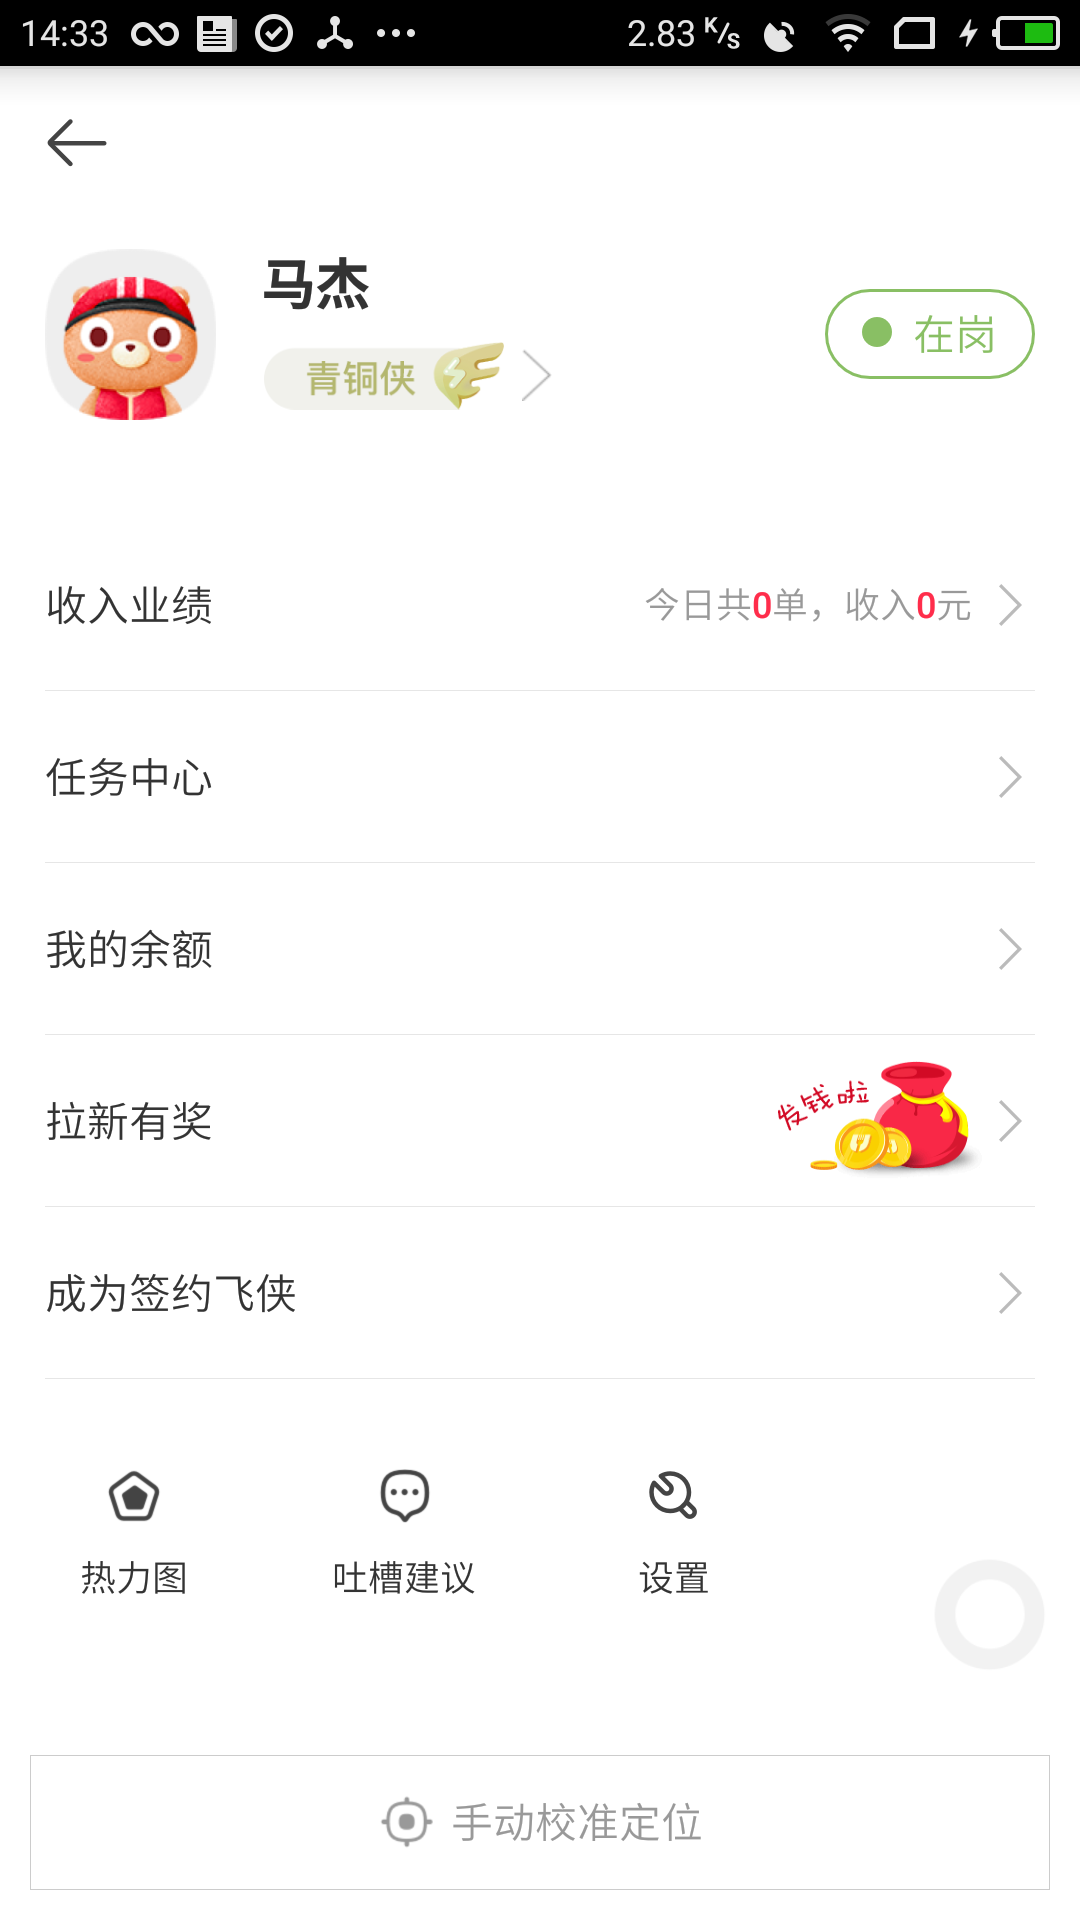 14:33 2.83 K/s
马杰
青铜侠
在岗
收入业绩 今日共0单，收入0元
任务中心
我的余额
拉新有奖 发钱啦
成为签约飞侠
热力图 吐槽建议 设置
手动校准定位